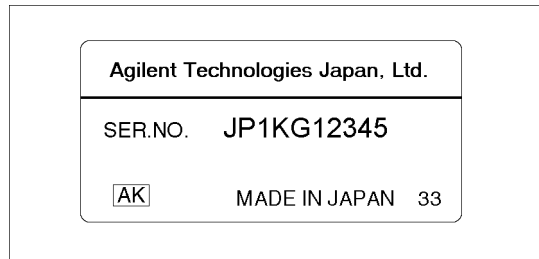 Agilent Technologies Japan, Ltd.
SER.NO. JP1KG12345
AK MADE IN JAPAN 33